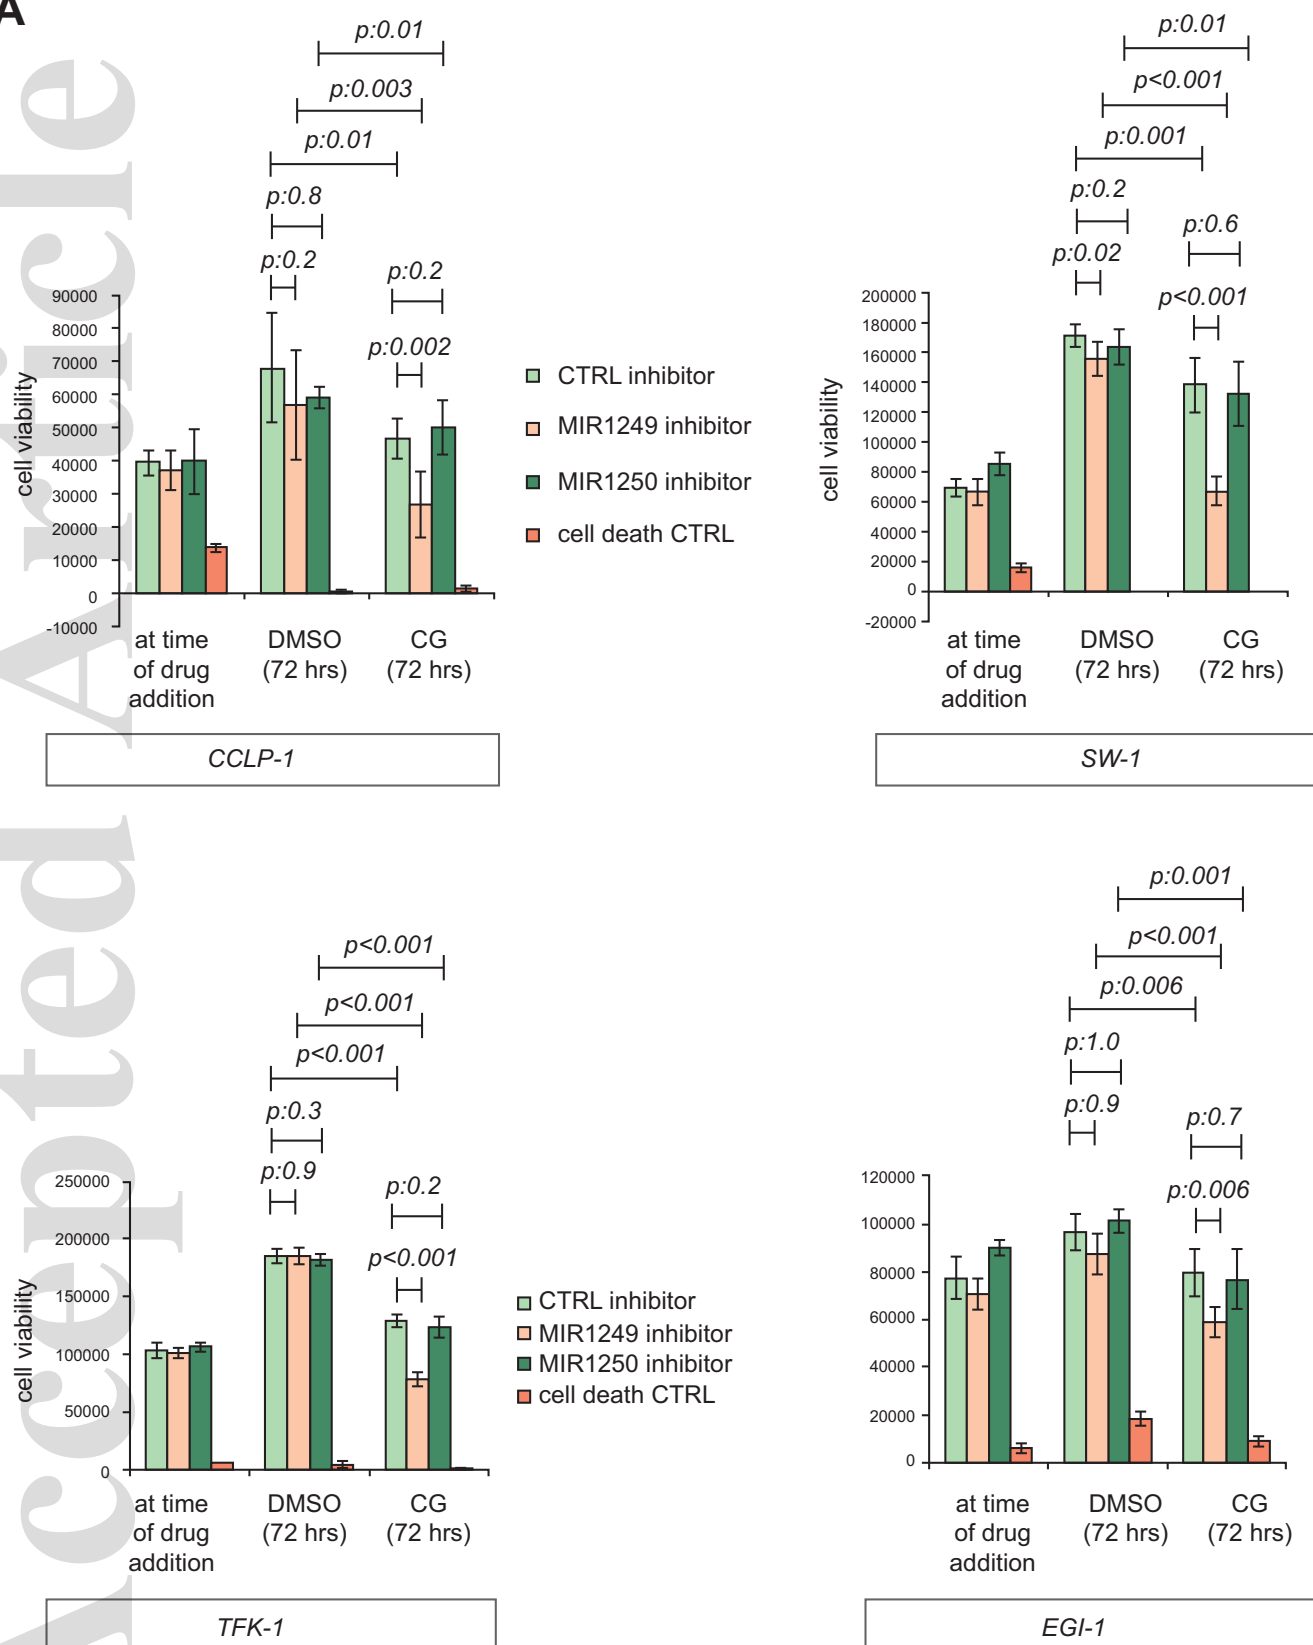 A
Accepted Article
p:0.01
p:0.003
p:0.01
p:0.8
p:0.2
p:0.2
p:0.002
90000
80000
70000
60000
50000
40000
30000
20000
10000
0
-10000
cell viability
at time
of drug
addition
DMSO
(72 hrs)
CG
(72 hrs)
CCLP-1
CTRL inhibitor
MIR1249 inhibitor
MIR1250 inhibitor
cell death CTRL
p:0.01
p<0.001
p:0.001
p:0.2
p:0.6
p:0.02
p<0.001
200000
180000
160000
140000
120000
100000
80000
60000
40000
20000
0
-20000
cell viability
at time
of drug
addition
DMSO
(72 hrs)
CG
(72 hrs)
SW-1
p<0.001
p<0.001
p<0.001
p:0.3
p:0.9
p:0.2
p<0.001
250000
200000
150000
100000
50000
0
cell viability
at time
of drug
addition
DMSO
(72 hrs)
CG
(72 hrs)
TFK-1
CTRL inhibitor
MIR1249 inhibitor
MIR1250 inhibitor
cell death CTRL
p:0.001
p<0.001
p:0.006
p:1.0
p:0.9
p:0.7
p:0.006
120000
100000
80000
60000
40000
20000
0
at time
of drug
addition
DMSO
(72 hrs)
CG
(72 hrs)
EGI-1